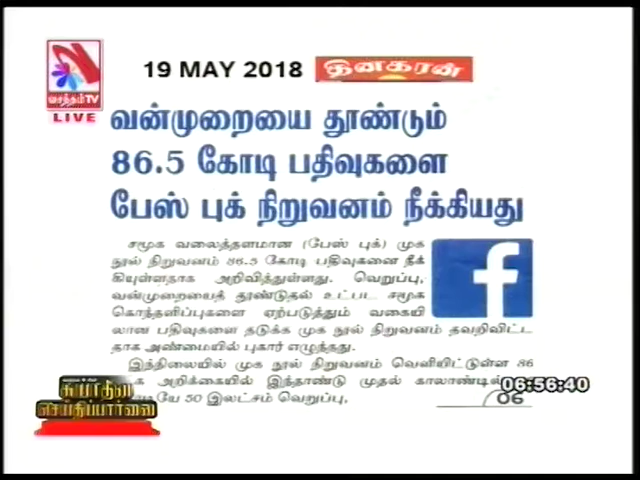 வசந்தம் TV
LIVE
19 MAY 2018
தினகரன்
வன்முறையை தூண்டும்
86.5 கோடி பதிவுகளை
பேஸ் புக் நிறுவனம் நீக்கியது
சமூக வலைத்தளமான (பேஸ் புக்) முக
நூல் நிறுவனம் 86.5 கோடி பதிவுகளை நீக்
கியுள்ளதாக அறிவித்துள்ளது. வெறுப்பு,
வன்முறையைத் தூண்டுதல் உட்பட சமூக
கொந்தளிப்புகளை ஏற்படுத்தும் வகையி
லான பதிவுகளை தடுக்க முக நூல் நிறுவனம் தவறிவிட்ட
தாக அண்மையில் புகார் எழுந்தது.
இந்நிலையில் முக நூல் நிறுவனம் வெளியிட்டுள்ள 86
அறிக்கையில் இந்தாண்டு முதல் காலாண்டில்
யே 50 இலட்சம் வெறுப்பு,
06:56:40
06
செய்திப்பார்வை